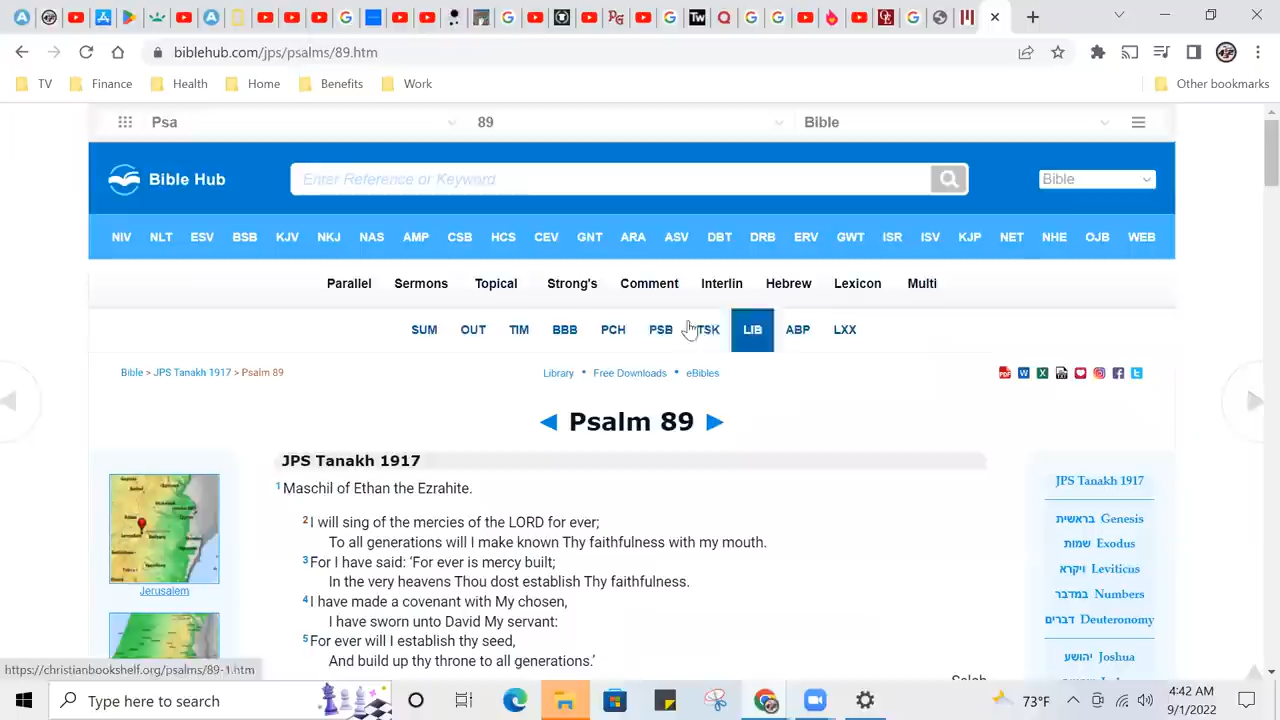 biblehub.com/jps/psalms/89.htm
TV Finance Health Home Benefits Work Other bookmarks
Psa 89 Bible
Bible Hub Enter Reference or Keyword Bible
NIV NLT ESV BSB KJV NKJ NAS AMP CSB HCS CEV GNT ARA ASV DBT DRB ERV GWT ISR ISV KJP NET NHE OJB WEB
Parallel Sermons Topical Strong's Comment Interlin Hebrew Lexicon Multi
SUM OUT TIM BBB PCH PSB TSK LIB ABP LXX
Bible > JPS Tanakh 1917 > Psalm 89
Library • Free Downloads • eBibles
◄ Psalm 89 ►
JPS Tanakh 1917
1 Maschil of Ethan the Ezrahite.
2 I will sing of the mercies of the LORD for ever;
To all generations will I make known Thy faithfulness with my mouth.
3 For I have said: ‘For ever is mercy built;
In the very heavens Thou dost establish Thy faithfulness.
4 I have made a covenant with My chosen,
I have sworn unto David My servant:
5 For ever will I establish thy seed,
And build up thy throne to all generations.’
Selah
Jerusalem
JPS Tanakh 1917
בראשית Genesis
שמות Exodus
ויקרא Leviticus
במדבר Numbers
דברים Deuteronomy
יהושע Joshua
https://christianbookshelf.org/psalms/89-1.htm
Type here to search
73°F
4:42 AM
9/1/2022